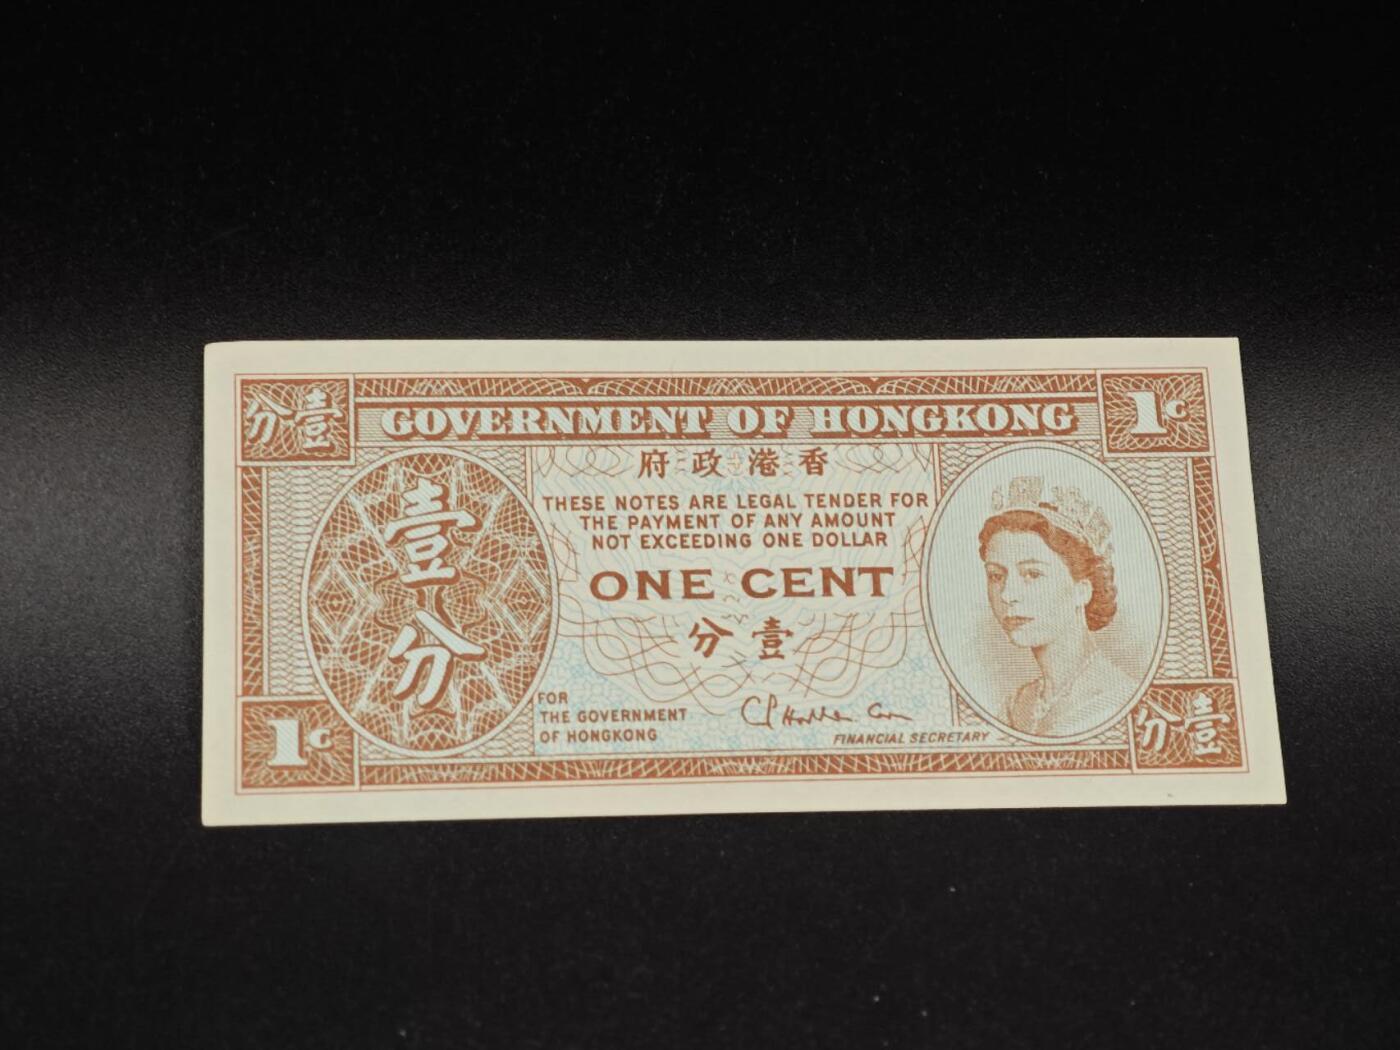 分壹
GOVERNMENT OF HONGKONG
1C
府政港香
壹
分
THESE NOTES ARE LEGAL TENDER FOR
THE PAYMENT OF ANY AMOUNT
NOT EXCEEDING ONE DOLLAR
ONE CENT
分壹
FOR
THE GOVERNMENT
OF HONGKONG
FINANCIAL SECRETARY
1C
分壹